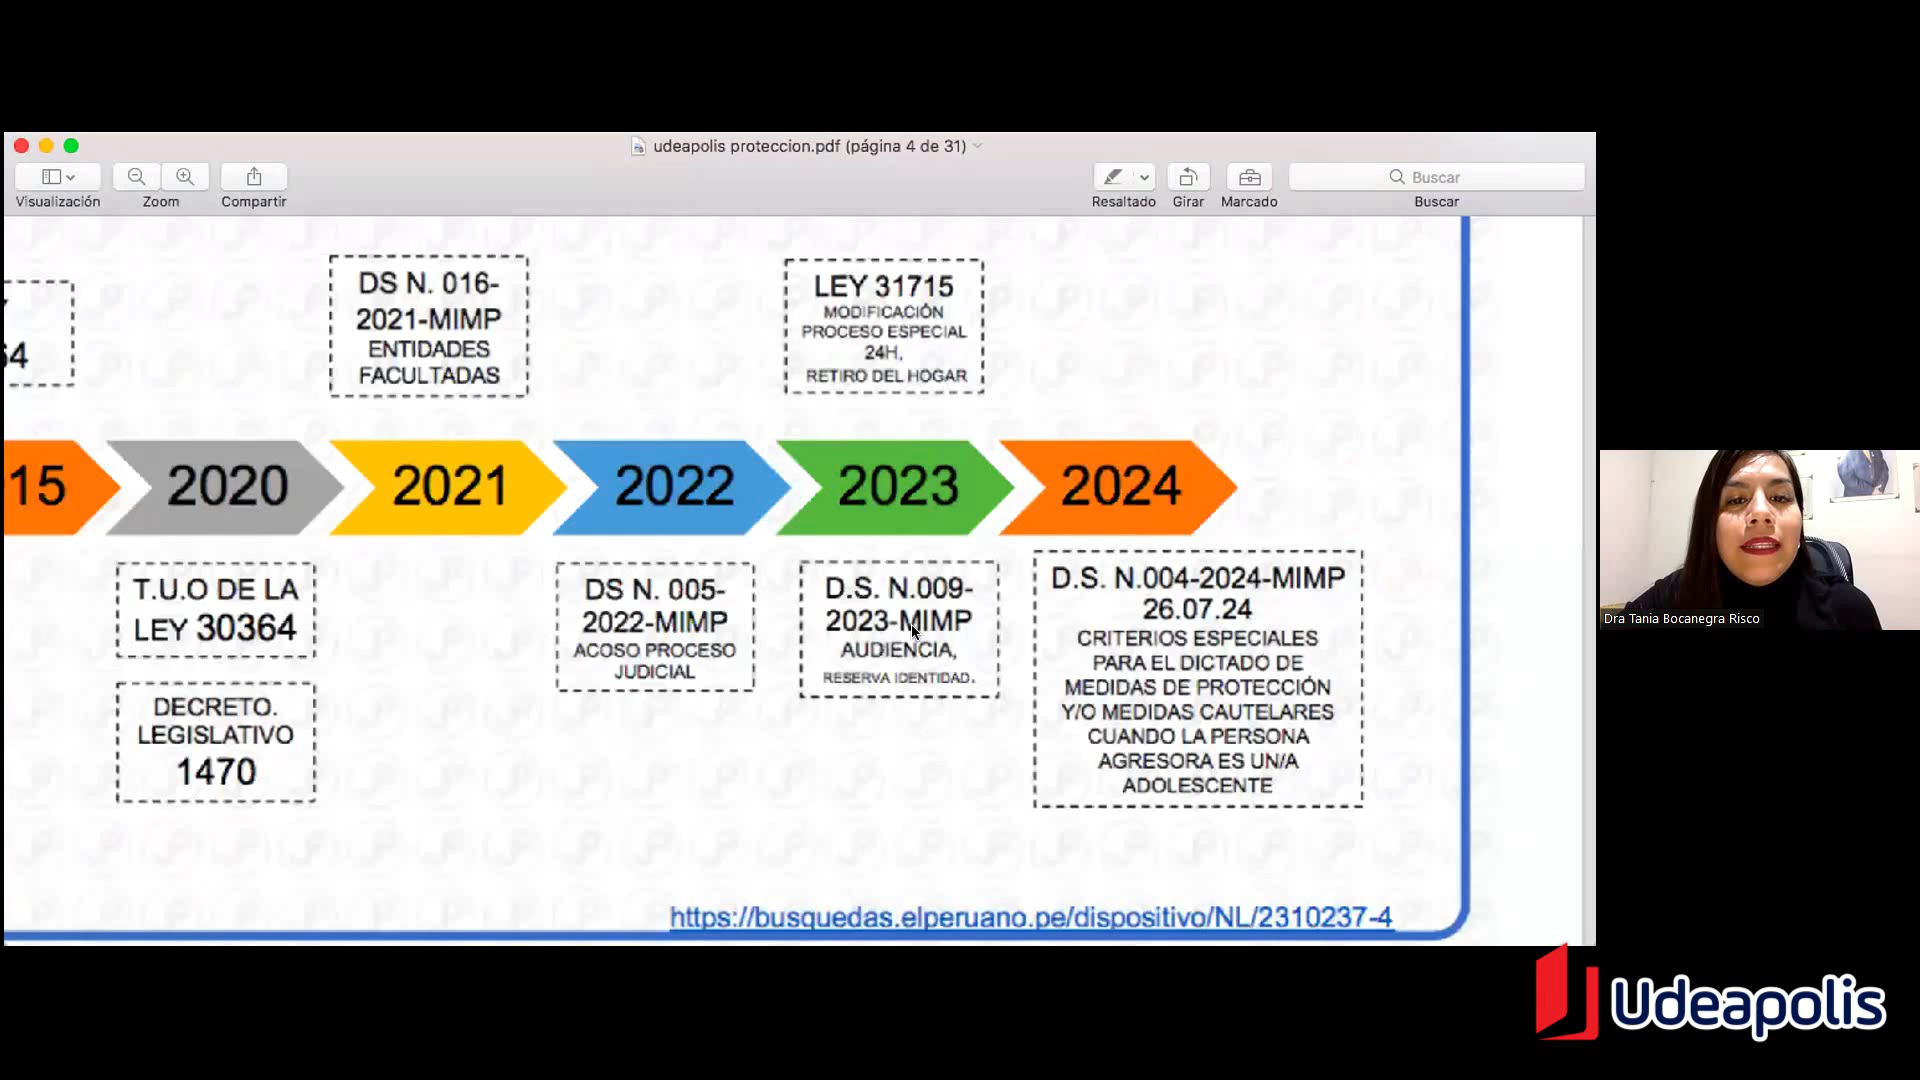 udeapolis proteccion.pdf (página 4 de 31)
Visualización
Zoom
Compartir
Resaltado
Girar
Marcado
Buscar
Buscar
64
DS N. 016-
2021-MIMP
ENTIDADES
FACULTADAS
LEY 31715
MODIFICACIÓN
PROCESO ESPECIAL
24H.
RETIRO DEL HOGAR
15
2020
2021
2022
2023
2024
T.U.O DE LA
LEY 30364
DECRETO.
LEGISLATIVO
1470
DS N. 005-
2022-MIMP
ACOSO PROCESO
JUDICIAL
D.S. N.009-
2023-MIMP
AUDIENCIA,
RESERVA IDENTIDAD.
D.S. N.004-2024-MIMP
26.07.24
CRITERIOS ESPECIALES
PARA EL DICTADO DE
MEDIDAS DE PROTECCIÓN
Y/O MEDIDAS CAUTELARES
CUANDO LA PERSONA
AGRESORA ES UN/A
ADOLESCENTE
https://busquedas.elperuano.pe/dispositivo/NL/2310237-4
Dra Tania Bocanegra Risco
Udeapolis